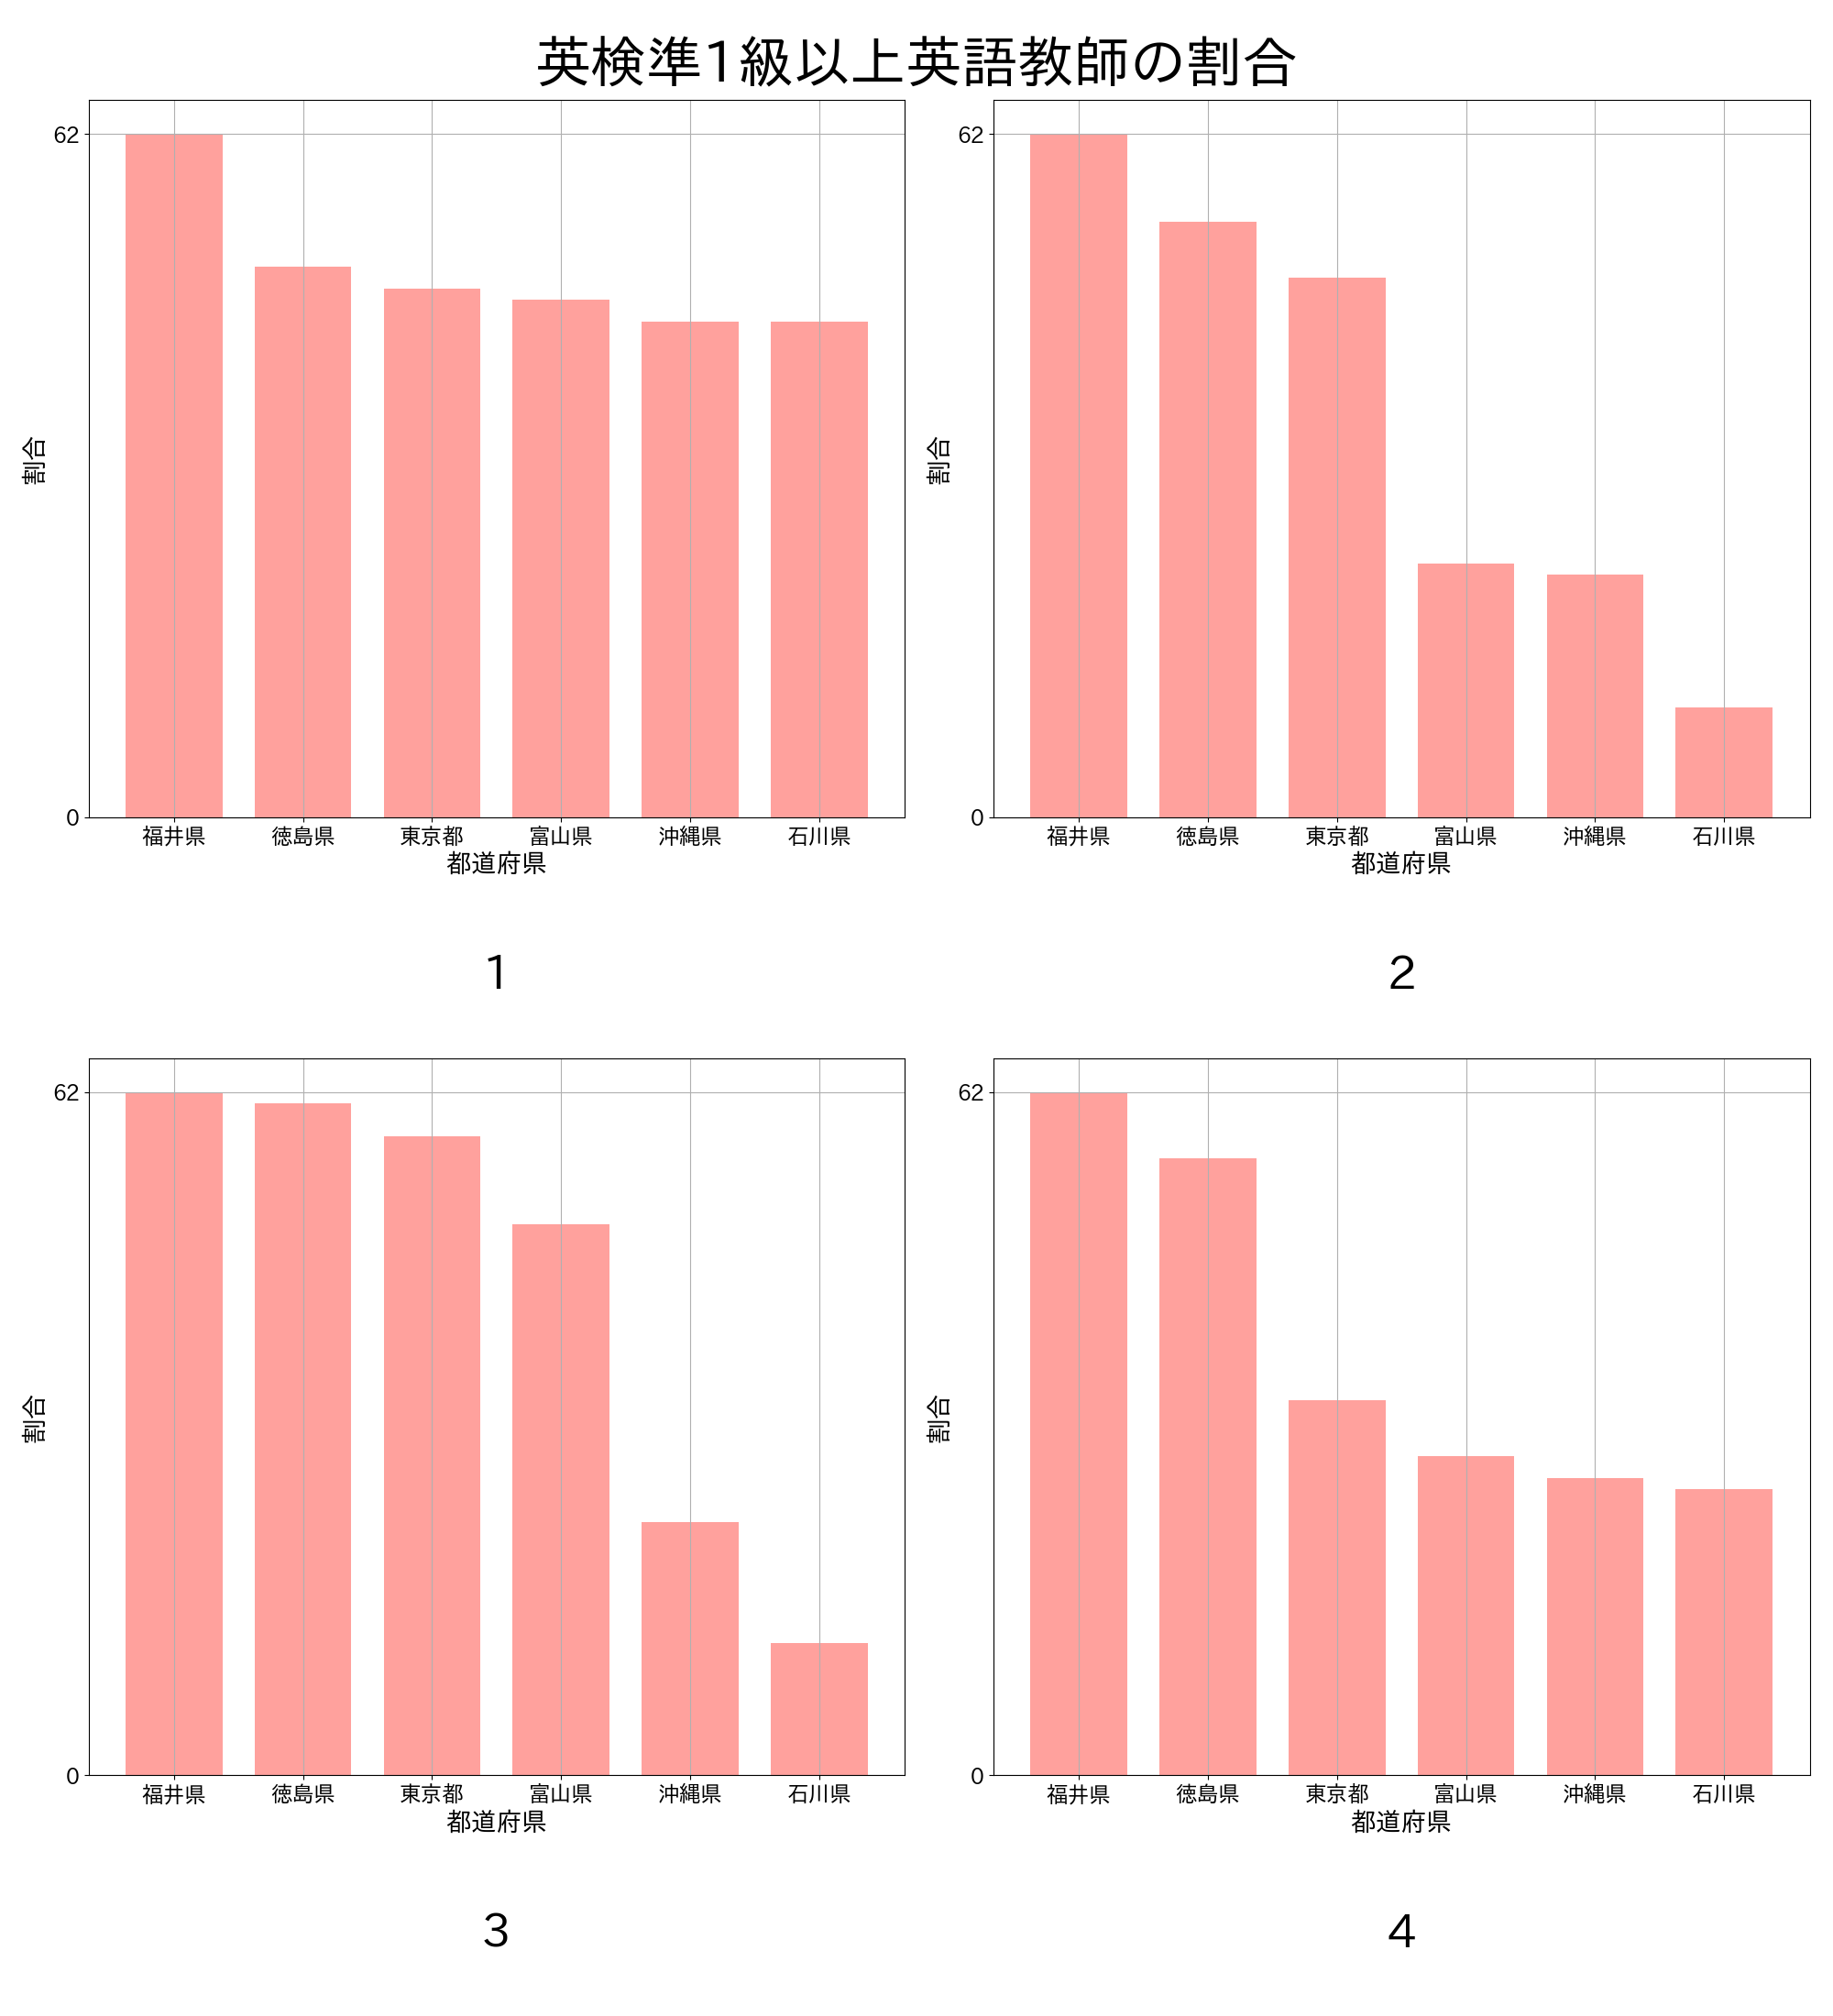 英検準1級以上英語教師の割合
62
0
割合
福井県 徳島県 東京都 富山県 沖縄県 石川県
都道府県
1
62
0
割合
福井県 徳島県 東京都 富山県 沖縄県 石川県
都道府県
2
62
0
割合
福井県 徳島県 東京都 富山県 沖縄県 石川県
都道府県
3
62
0
割合
福井県 徳島県 東京都 富山県 沖縄県 石川県
都道府県
4